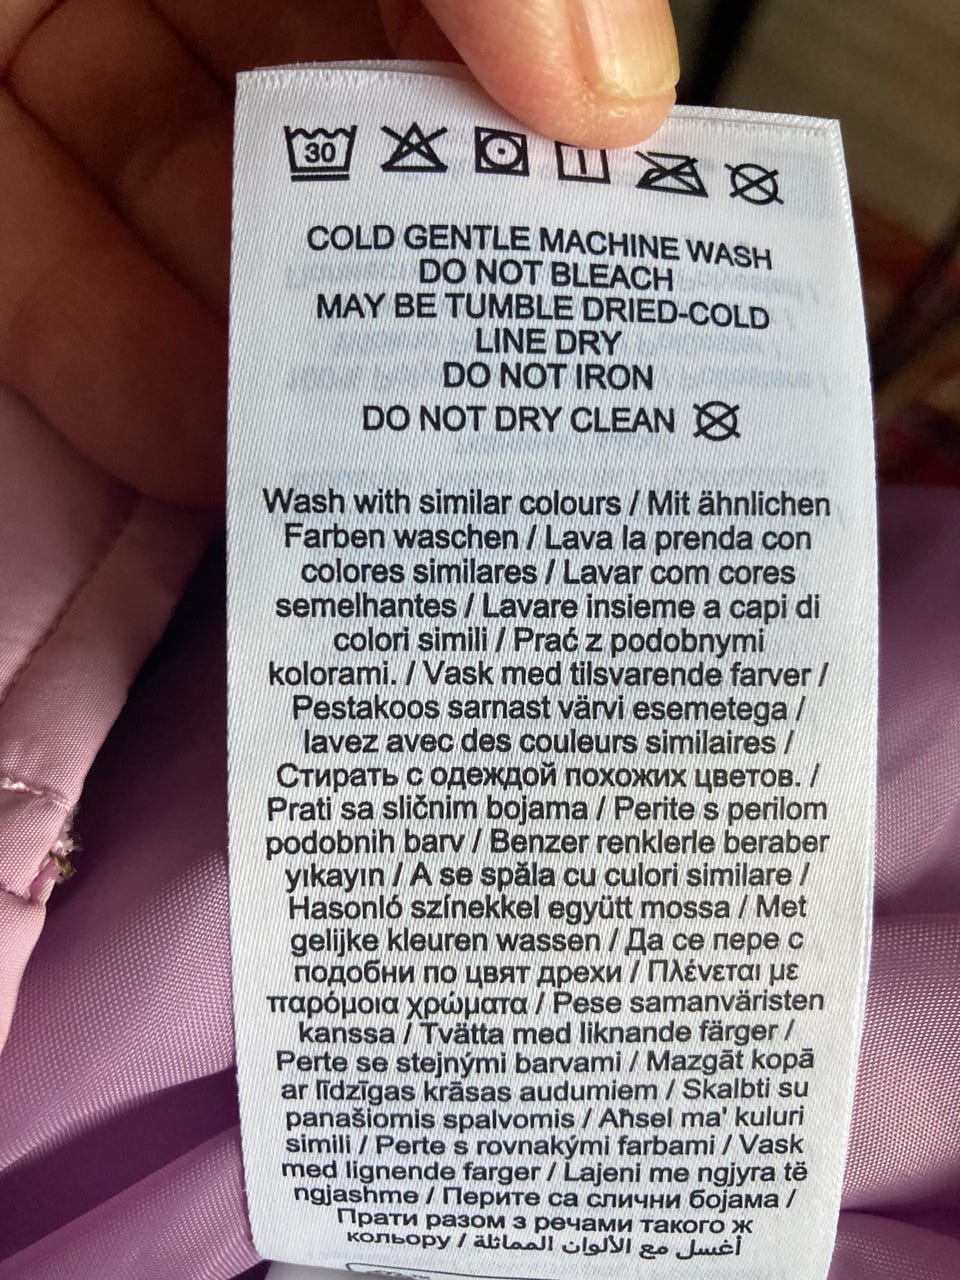 30
COLD GENTLE MACHINE WASH
DO NOT BLEACH
MAY BE TUMBLE DRIED-COLD
LINE DRY
DO NOT IRON
DO NOT DRY CLEAN
Wash with similar colours / Mit ähnlichen
Farben waschen / Lava la prenda con
colores similares / Lavar com cores
semelhantes / Lavare insieme a capi di
colori simili / Prać z podobnymi
kolorami. / Vask med tilsvarende farver /
Pestakoos sarnast värvi esemetega /
lavez avec des couleurs similaires /
Стирать с одеждой похожих цветов. /
Prati sa sličnim bojama / Perite s perilom
podobnih barv / Benzer renklerle beraber
yıkayın / A se spăla cu culori similare /
Hasonló színekkel együtt mossa / Met
gelijke kleuren wassen / Да се пере с
подобни по цвят дрехи / Πλένεται με
παρόμοια χρώματα / Pese samanväristen
kanssa / Tvätta med liknande färger /
Perte se stejnými barvami / Mazgāt kopā
ar līdzīgas krāsas audumiem / Skalbti su
panašiomis spalvomis / Aħsel ma' kuluri
simili / Perte s rovnakými farbami / Vask
med lignende farger / Lajeni me ngjyra të
ngjashme / Перите са слични бојама /
Прати разом з речами такого ж
кольору / أغسل مع الألوان المماثلة